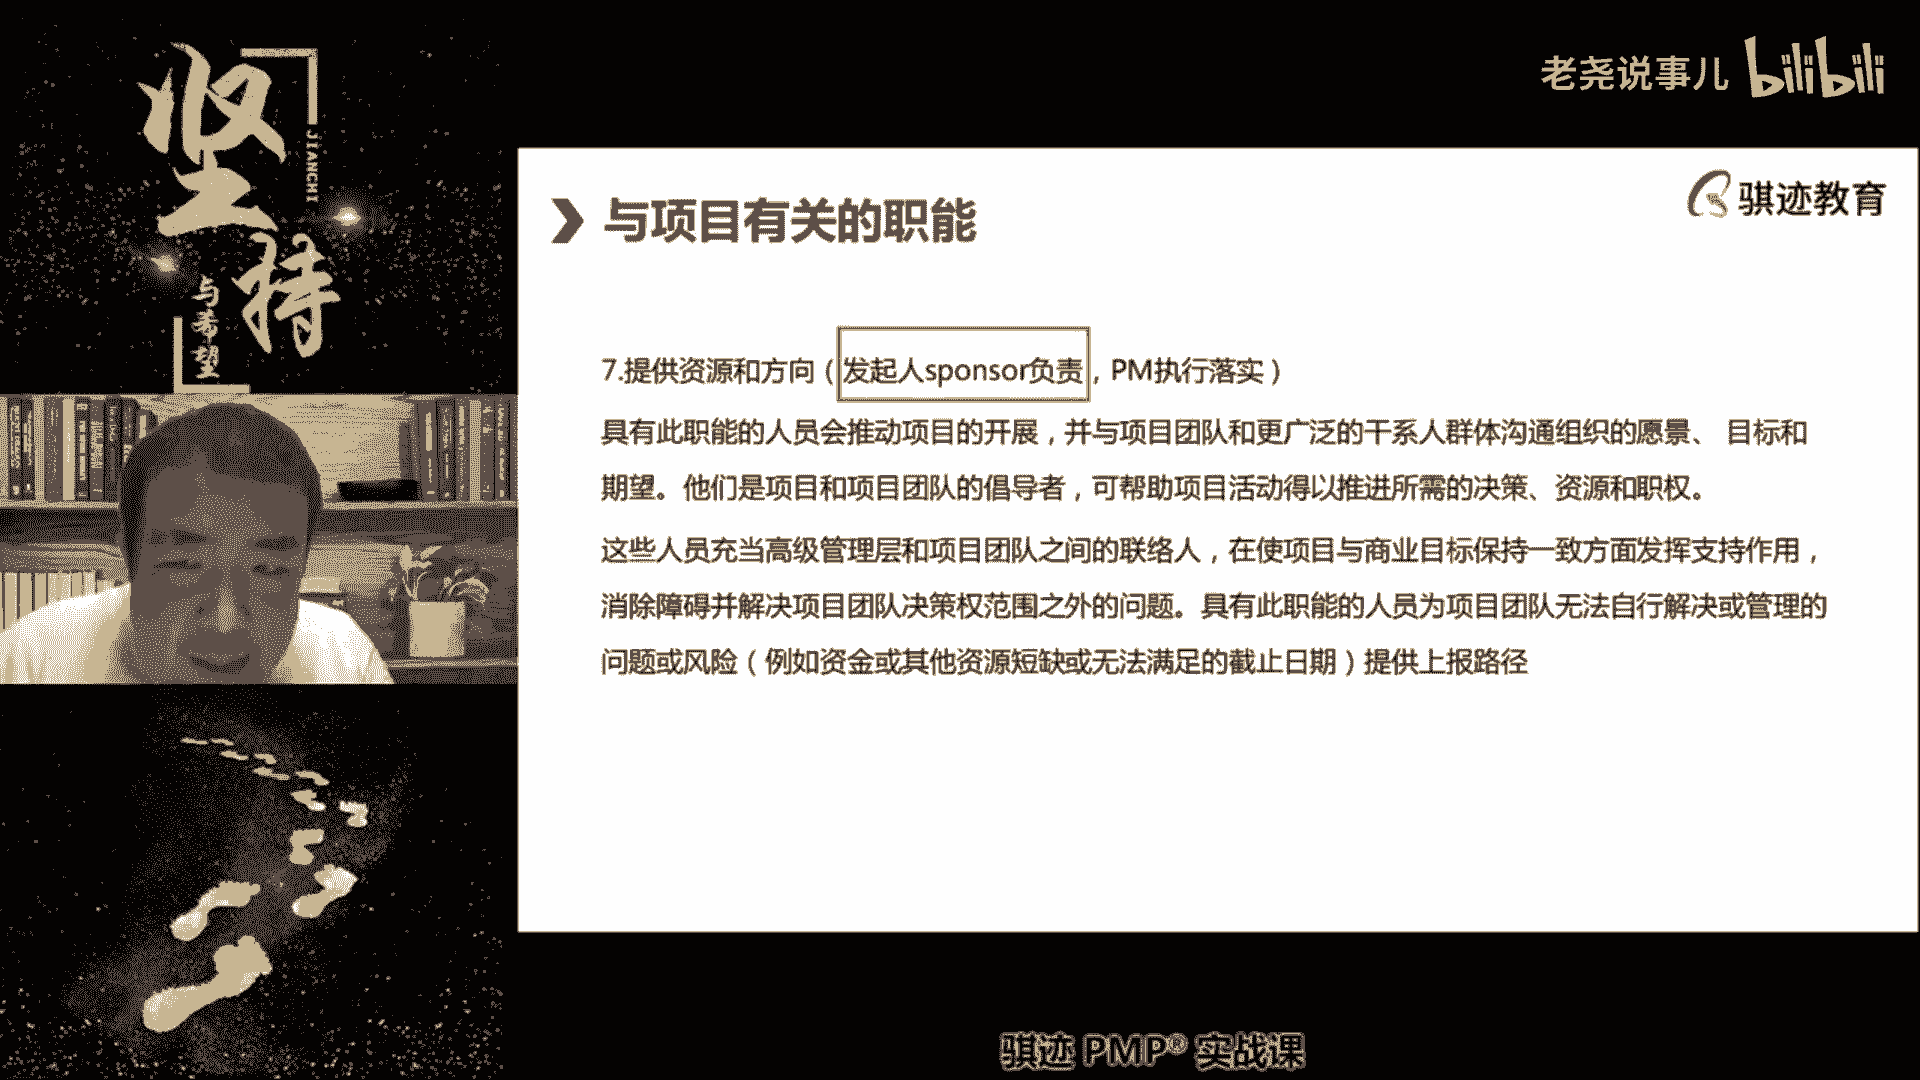 坚持
JIANCHI
与希望
老尧说事儿 bilibili
骐迹教育
与项目有关的职能
7.提供资源和方向（发起人sponsor负责，PM执行落实）
具有此职能的人员会推动项目的开展，并与项目团队和更广泛的干系人群体沟通组织的愿景、 目标和
期望。他们是项目和项目团队的倡导者，可帮助项目活动得以推进所需的决策、资源和职权。
这些人员充当高级管理层和项目团队之间的联络人，在使项目与商业目标保持一致方面发挥支持作用，
消除障碍并解决项目团队决策权范围之外的问题。具有此职能的人员为项目团队无法自行解决或管理的
问题或风险（例如资金或其他资源短缺或无法满足的截止日期）提供上报路径
骐迹 PMP® 实战课